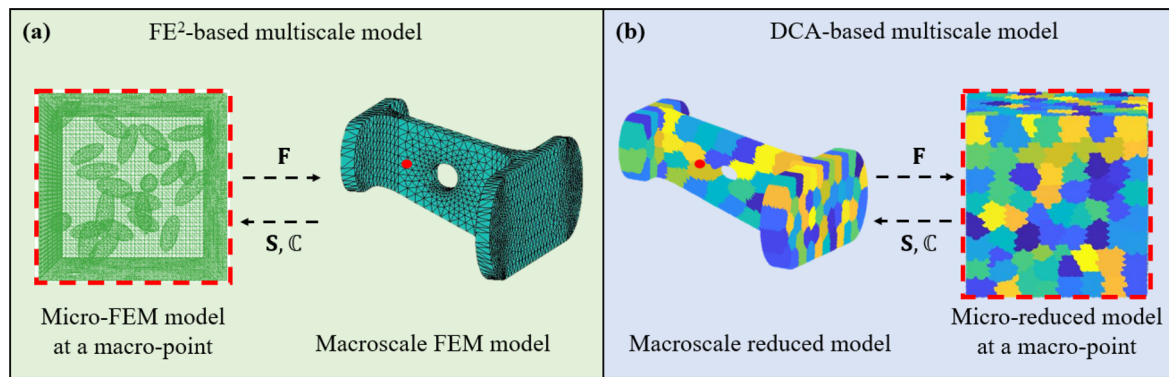 (a) FE²-based multiscale model
F
S, ℂ
Micro-FEM model
at a macro-point
Macroscale FEM model
(b) DCA-based multiscale model
F
S, ℂ
Macroscale reduced model
Micro-reduced model
at a macro-point